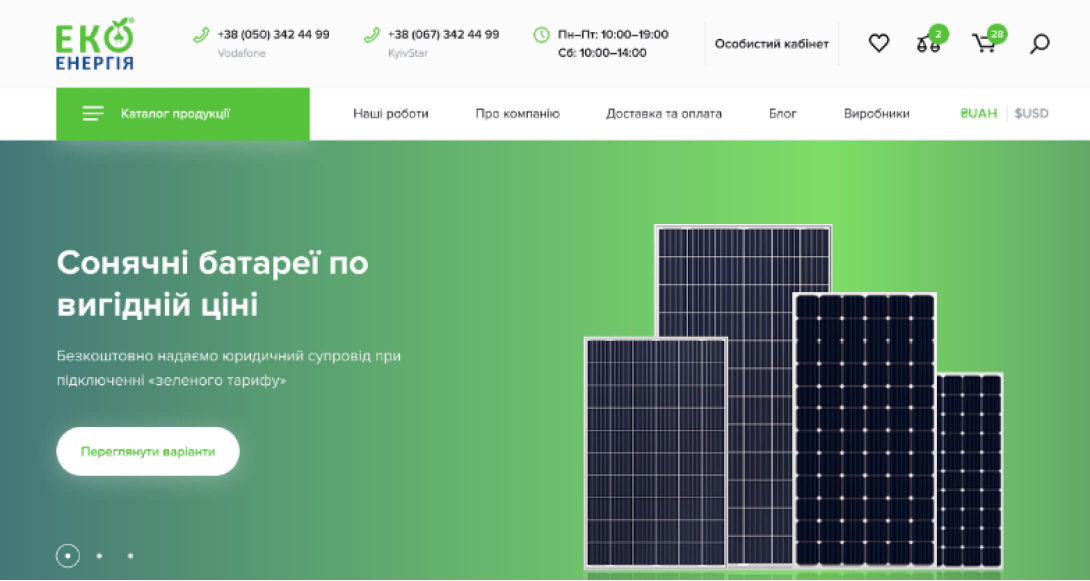 ЕКО
ЕНЕРГІЯ
+38 (050) 342 44 99
Vodafone
+38 (067) 342 44 99
KyivStar
Пн–Пт: 10:00–19:00
Сб: 10:00–14:00
Особистий кабінет
2
28
Каталог продукції
Наші роботи
Про компанію
Доставка та оплата
Блог
Виробники
₴UAH
$USD
Сонячні батареї по
вигідній ціні
Безкоштовно надаємо юридичний супровід при
підключенні «зеленого тарифу»
Переглянути варіанти